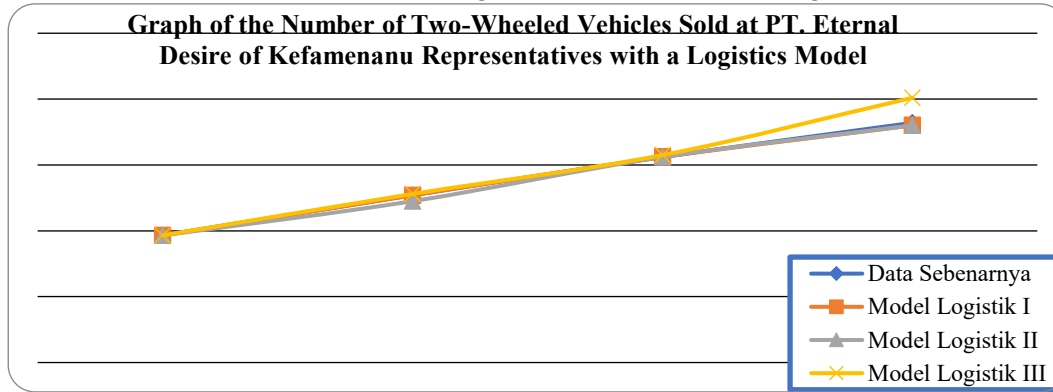 Graph of the Number of Two-Wheeled Vehicles Sold at PT. Eternal
Desire of Kefamenanu Representatives with a Logistics Model
Data Sebenarnya
Model Logistik I
Model Logistik II
Model Logistik III